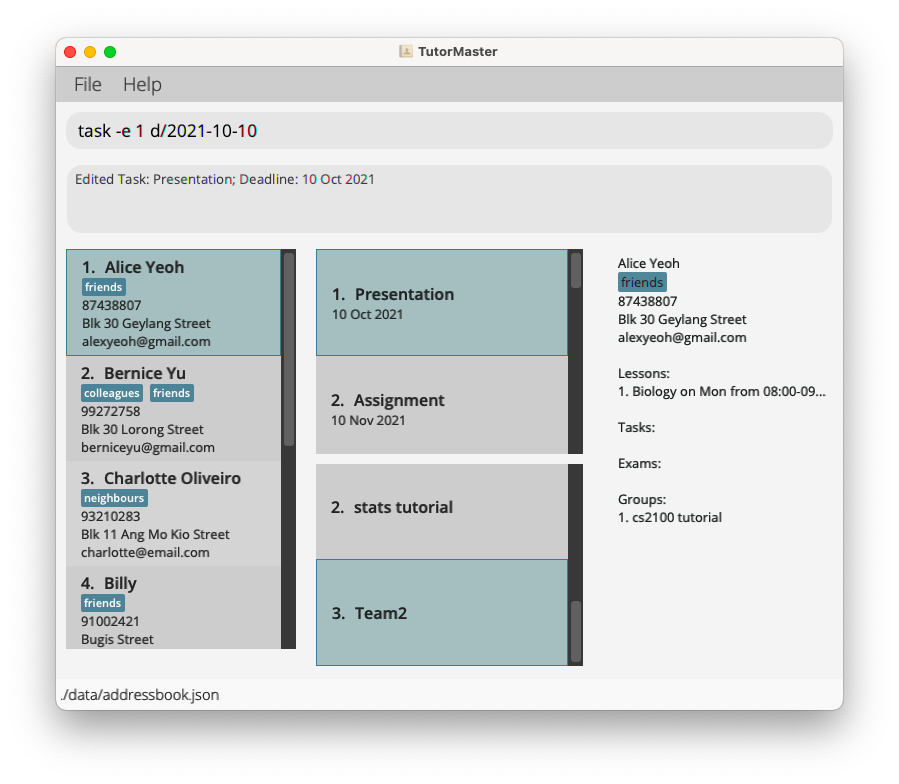 TutorMaster
File Help
task -e 1 d/2021-10-10
Edited Task: Presentation; Deadline: 10 Oct 2021
1. Alice Yeoh
friends
87438807
Blk 30 Geylang Street
alexyeoh@gmail.com
2. Bernice Yu
colleagues friends
99272758
Blk 30 Lorong Street
berniceyu@gmail.com
3. Charlotte Oliveiro
neighbours
93210283
Blk 11 Ang Mo Kio Street
charlotte@email.com
4. Billy
friends
91002421
Bugis Street
1. Presentation
10 Oct 2021
2. Assignment
10 Nov 2021
2. stats tutorial
3. Team2
Alice Yeoh
friends
87438807
Blk 30 Geylang Street
alexyeoh@gmail.com
Lessons:
1. Biology on Mon from 08:00-09...
Tasks:
Exams:
Groups:
1. cs2100 tutorial
./data/addressbook.json